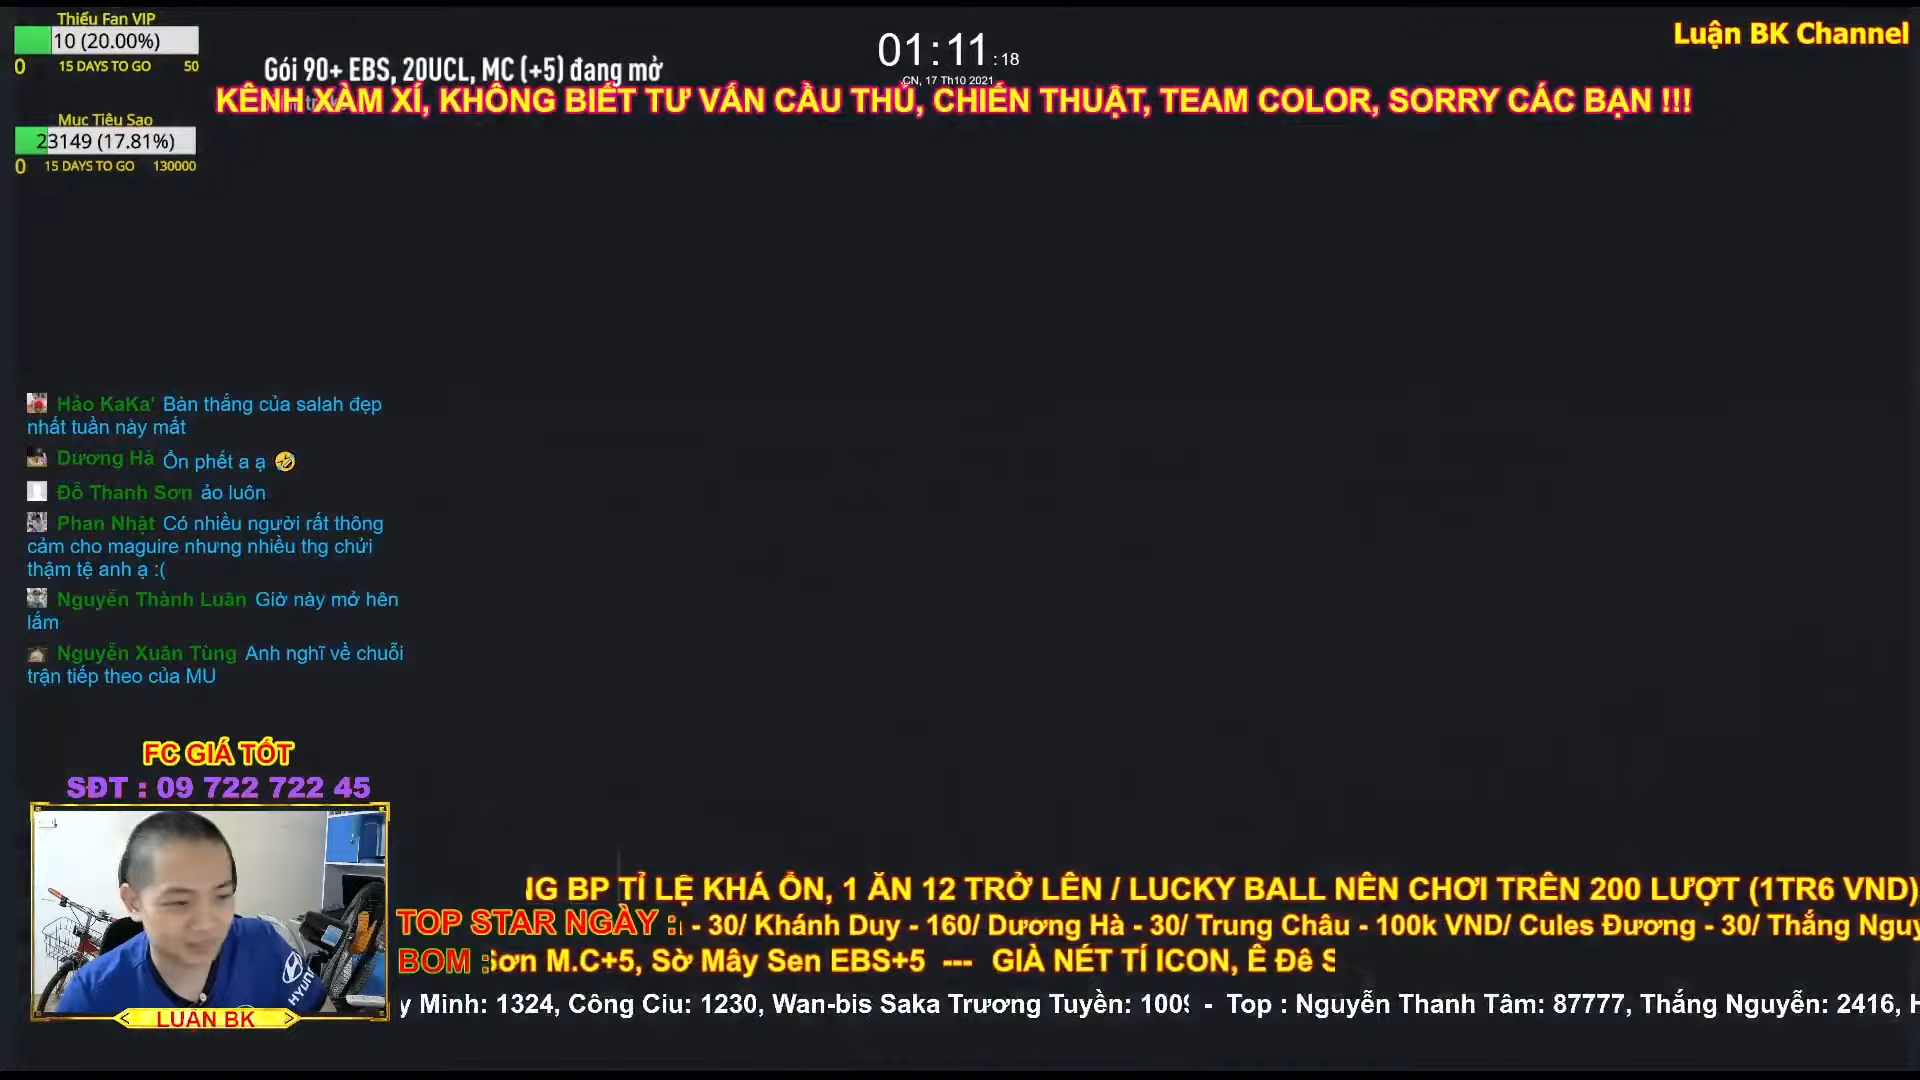 Thiếu Fan VIP
10 (20.00%)
0 15 DAYS TO GO 50
Gói 90+ EBS, 20UCL, MC (+5) đang mở
01:11:18
CN, 17 Th10 2021
Luận BK Channel
KÊNH XÀM XÍ, KHÔNG BIẾT TƯ VẤN CẦU THỦ, CHIẾN THUẬT, TEAM COLOR, SORRY CÁC BẠN !!!
Mục Tiêu Sao
23149 (17.81%)
0 15 DAYS TO GO 130000
Hảo KaKa' Bàn thắng của salah đẹp
nhất tuần này mất
Dương Hà Ổn phết a ạ 🤣
Đỗ Thanh Sơn ảo luôn
Phan Nhật Có nhiều người rất thông
cảm cho maguire nhưng nhiều thg chửi
thậm tệ anh ạ :(
Nguyễn Thành Luân Giờ này mở hên
lắm
Nguyễn Xuân Tùng Anh nghĩ về chuỗi
trận tiếp theo của MU
FC GIÁ TỐT
SĐT : 09 722 722 45
HYUN
LUẬN BK
NG BP TỈ LỆ KHÁ ỔN, 1 ĂN 12 TRỞ LÊN / LUCKY BALL NÊN CHƠI TRÊN 200 LƯỢT (1TR6 VND)
TOP STAR NGÀY : - 30/ Khánh Duy - 160/ Dương Hà - 30/ Trung Châu - 100k VND/ Cules Đương - 30/ Thắng Nguy
BOM : Sơn M.C+5, Sờ Mây Sen EBS+5 --- GIÀ NÉT TÍ ICON, Ê Đê S
y Minh: 1324, Công Ciu: 1230, Wan-bis Saka Trương Tuyền: 1009 - Top : Nguyễn Thanh Tâm: 87777, Thắng Nguyễn: 2416, H